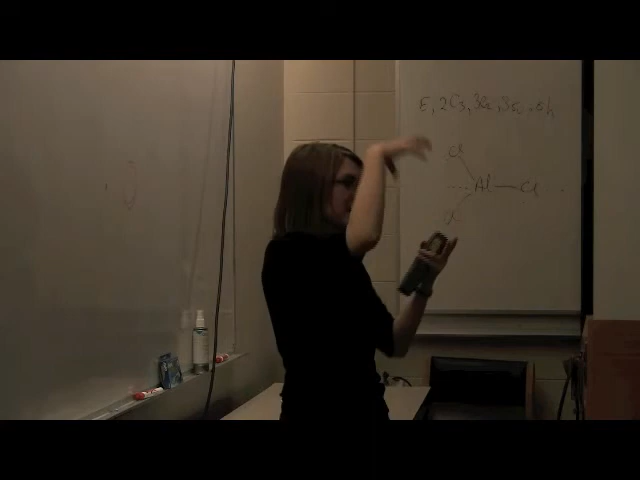 E, 2C3, 3C2, 3σv, σh
Cl
Al—Cl
Cl